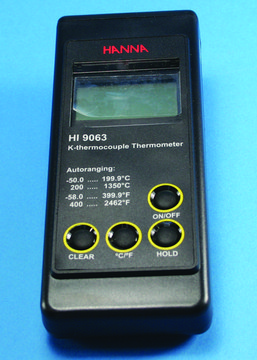 HANNA
HI 9063
K-thermocouple Thermometer
Autoranging:
-50.0 ..... 199.9°C
200 ..... 1350°C
-58.0 ..... 399.9°F
400 ..... 2462°F
ON/OFF
CLEAR °C/°F HOLD